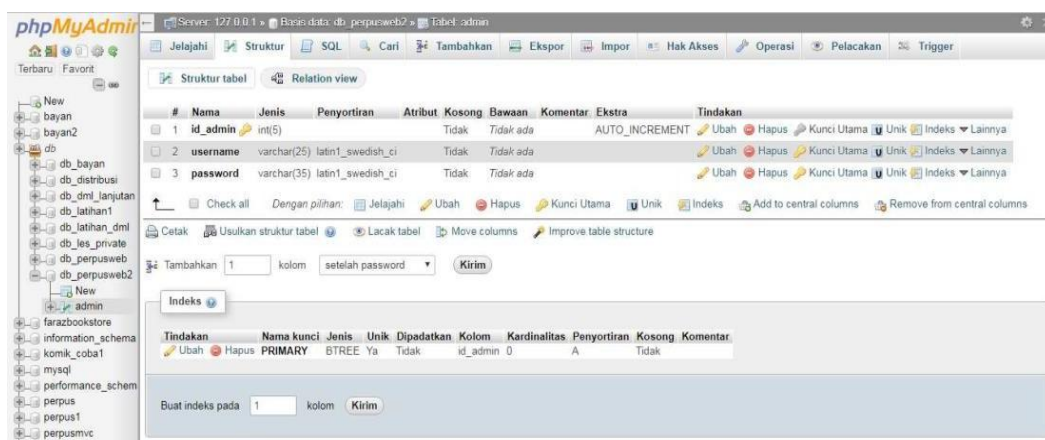 phpMyAdmin
Terbaru Favorit
New
bayan
bayan2
db
db_bayan
db_distribusi
db_dml_lanjutan
db_latihan1
db_latihan_dml
db_les_private
db_perpusweb
db_perpusweb2
New
admin
farazbookstore
information_schema
komik_coba1
mysql
performance_schem
perpus
perpus1
perpusmvc
Server: 127.0.0.1 » Basis data: db_perpusweb2 » Tabel: admin
Jelajahi Struktur SQL Cari Tambahkan Ekspor Impor Hak Akses Operasi Pelacakan Trigger
Struktur tabel Relation view
# Nama Jenis Penyortiran Atribut Kosong Bawaan Komentar Ekstra Tindakan
1 id_admin int(5) Tidak Tidak ada AUTO_INCREMENT Ubah Hapus Kunci Utama Unik Indeks Lainnya
2 username varchar(25) latin1_swedish_ci Tidak Tidak ada Ubah Hapus Kunci Utama Unik Indeks Lainnya
3 password varchar(35) latin1_swedish_ci Tidak Tidak ada Ubah Hapus Kunci Utama Unik Indeks Lainnya
Check all Dengan pilihan: Jelajahi Ubah Hapus Kunci Utama Unik Indeks Add to central columns Remove from central columns
Cetak Usulkan struktur tabel Lacak tabel Move columns Improve table structure
Tambahkan 1 kolom setelah password Kirim
Indeks
Tindakan Nama kunci Jenis Unik Dipadatkan Kolom Kardinalitas Penyortiran Kosong Komentar
Ubah Hapus PRIMARY BTREE Ya Tidak id_admin 0 A Tidak
Buat indeks pada 1 kolom Kirim